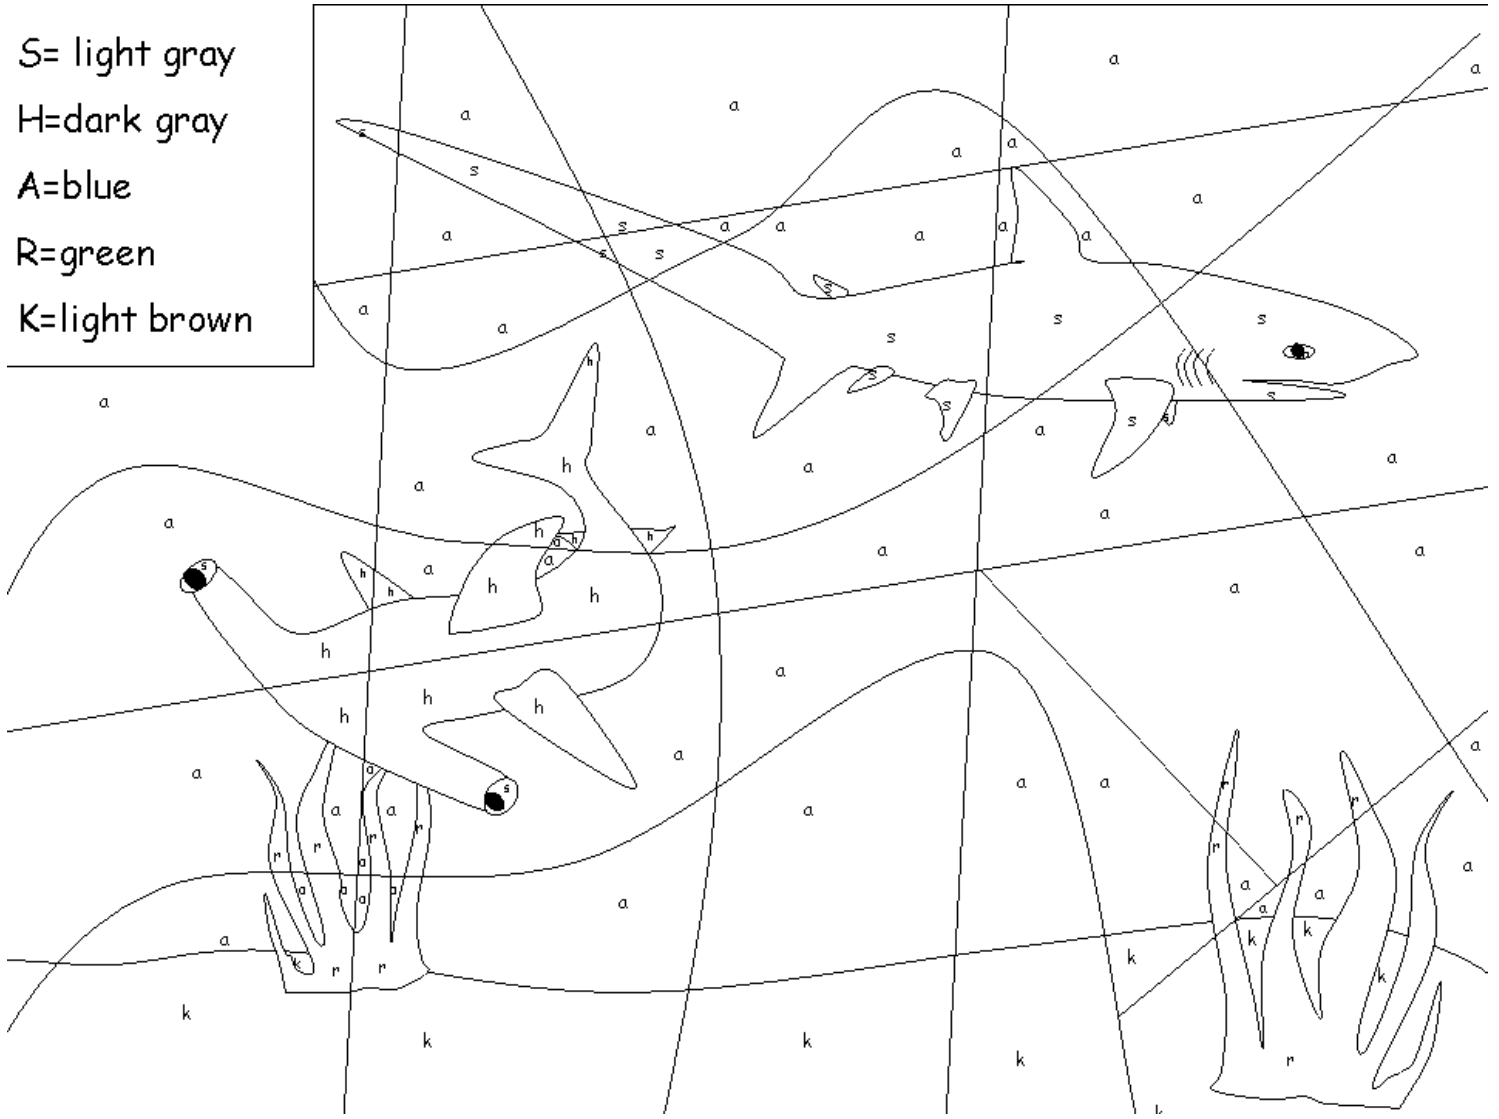 S= light gray
H=dark gray
A=blue
R=green
K=light brown
a
a
a a
s
a a
s
a
s a a
a a a a
s s
s
a s s
a s
h s
s
a s
s s
a a
a
h a
a
a
a
h a h h
a a
a
h s a
h h h a
h
a
h
h h
a
a
a a
a a r
s
r
a a a
r
r
r
r r
r a
a
a
a a a a
a a
a
k
a k
k
k
r r
k
k
k k
k r
k